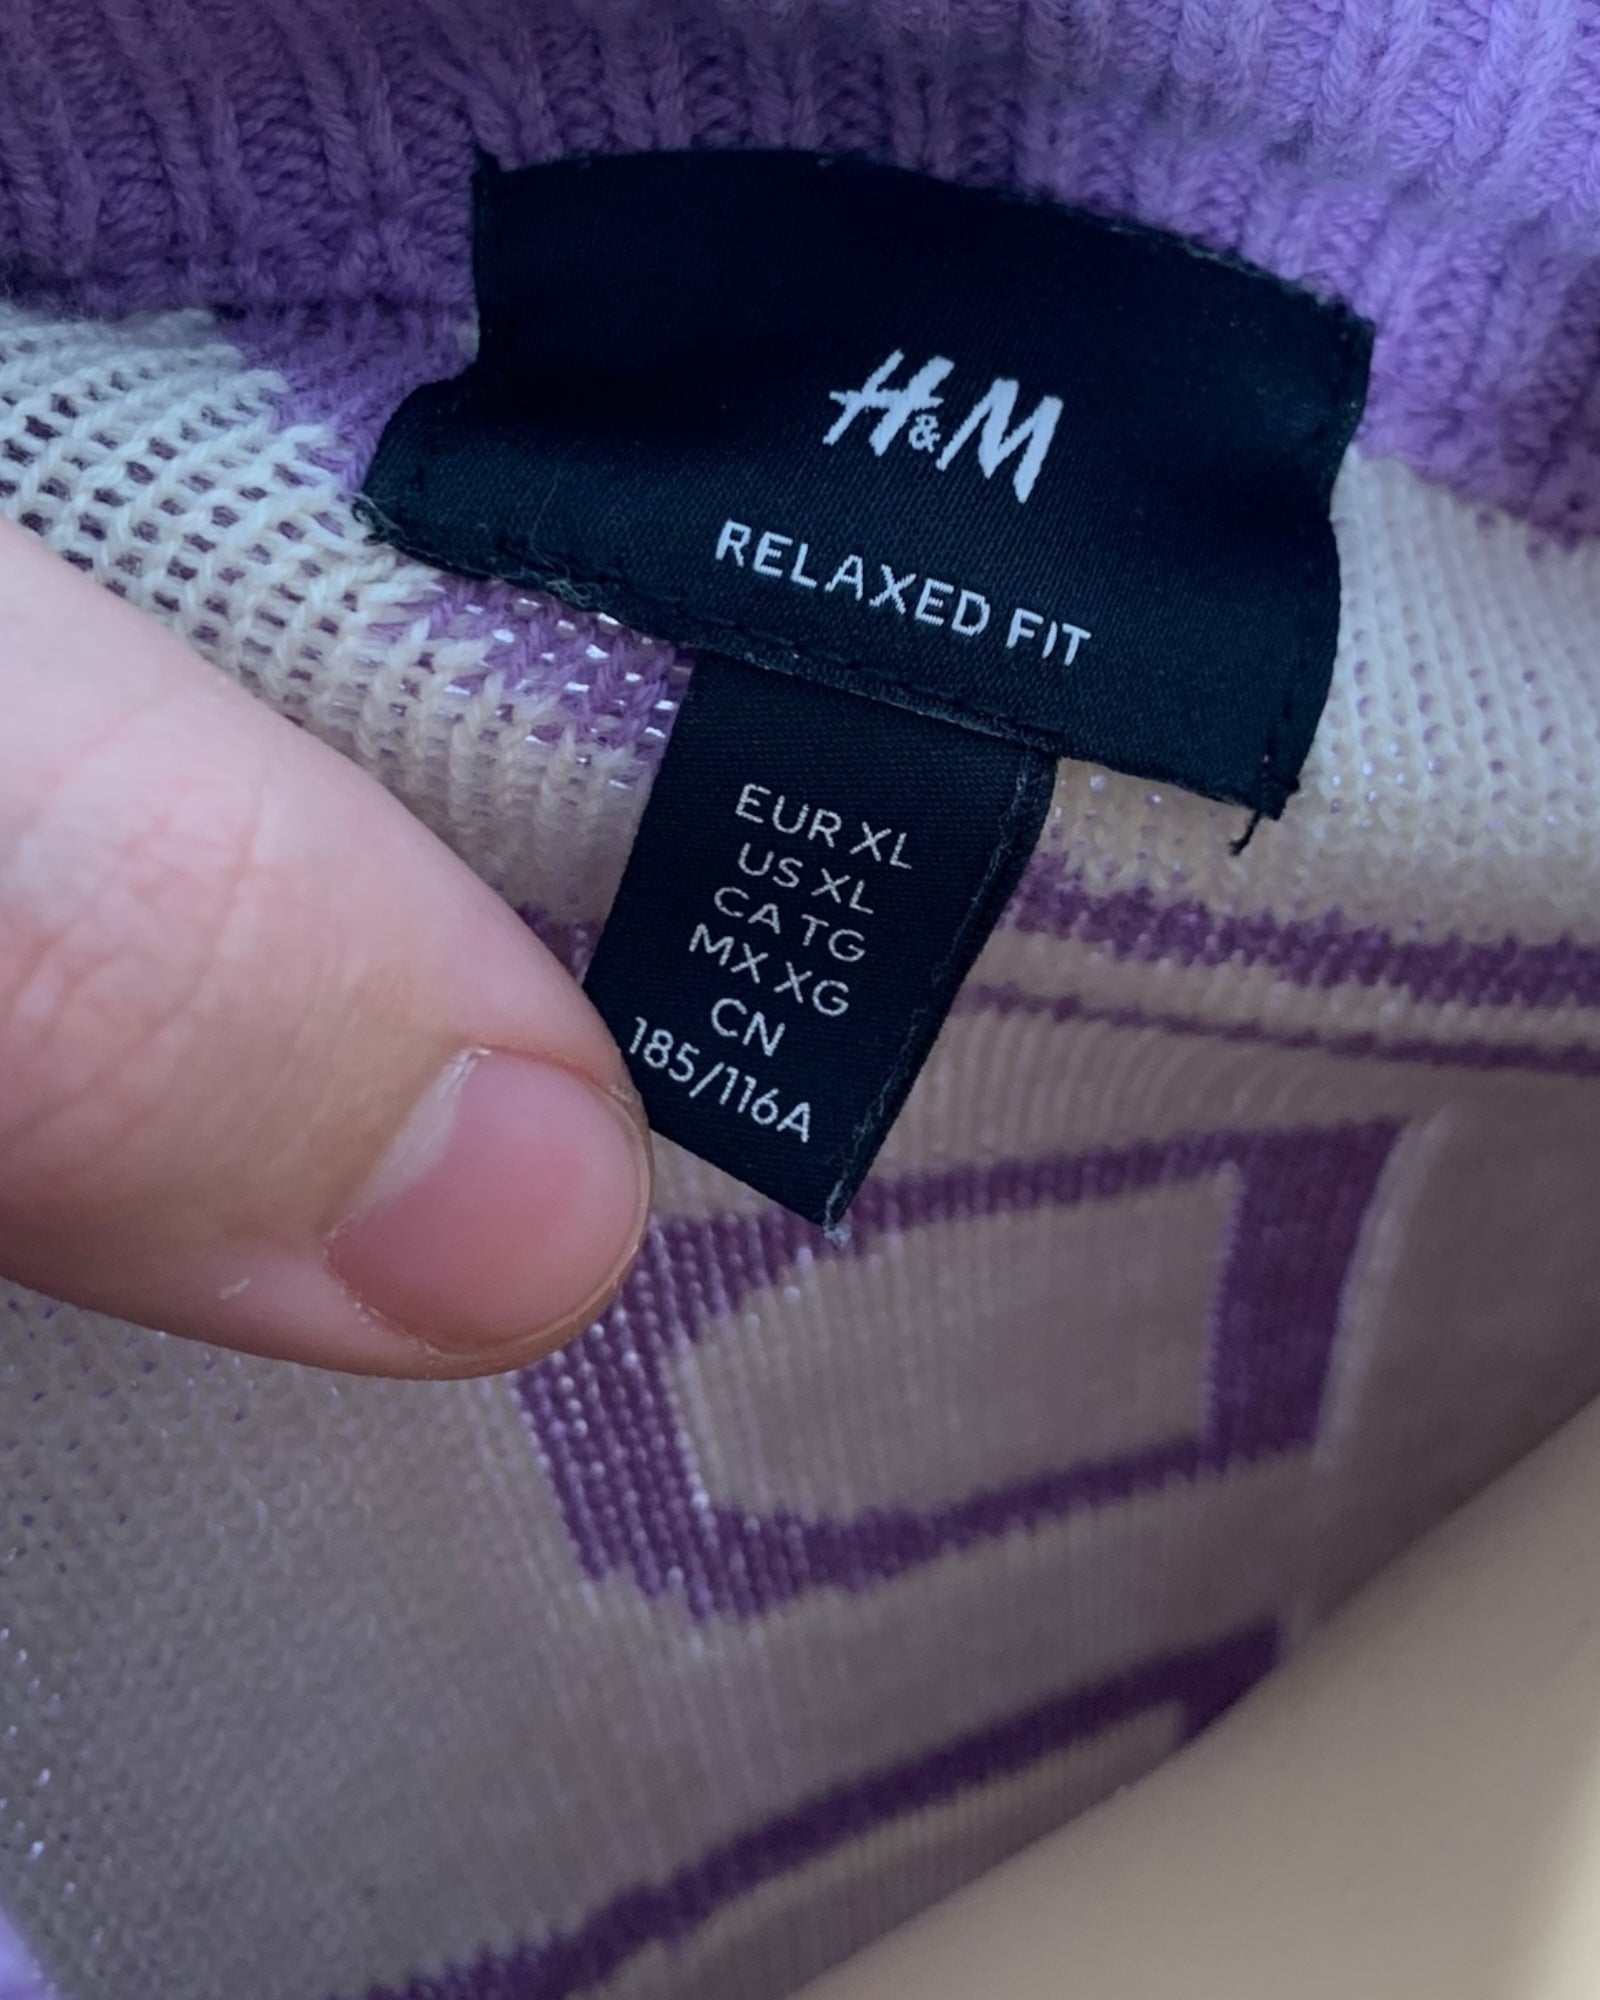 H&M
RELAXED FIT
EUR XL
US XL
CA TG
MX XG
CN
185/116A